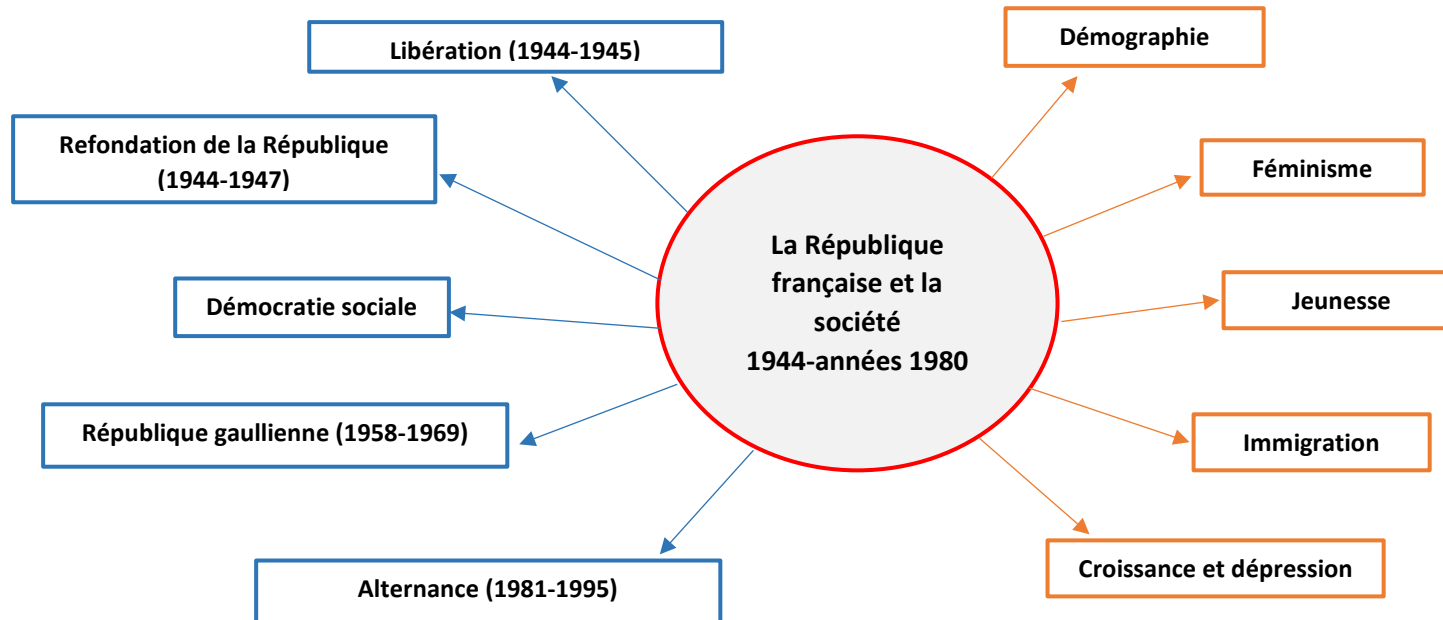 Libération (1944-1945)
Refondation de la République
(1944-1947)
Démocratie sociale
République gaullienne (1958-1969)
Alternance (1981-1995)
La République
française et la
société
1944-années 1980
Démographie
Féminisme
Jeunesse
Immigration
Croissance et dépression